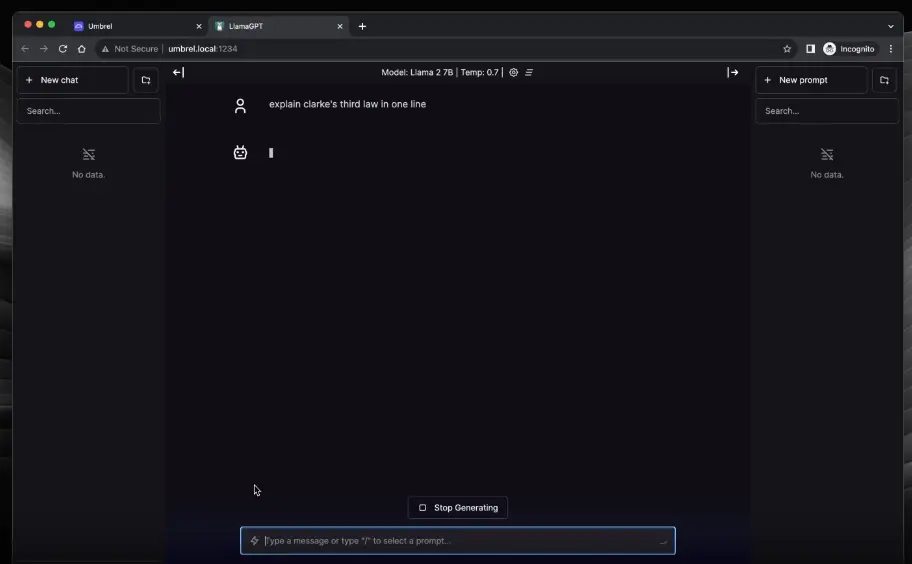 Umbrel
LlamaGPT
Not Secure | umbrel.local:1234
Incognito
+ New chat
Model: Llama 2 7B | Temp: 0.7 |
+ New prompt
Search...
Search...
explain clarke's third law in one line
No data.
No data.
Stop Generating
Type a message or type "/" to select a prompt...